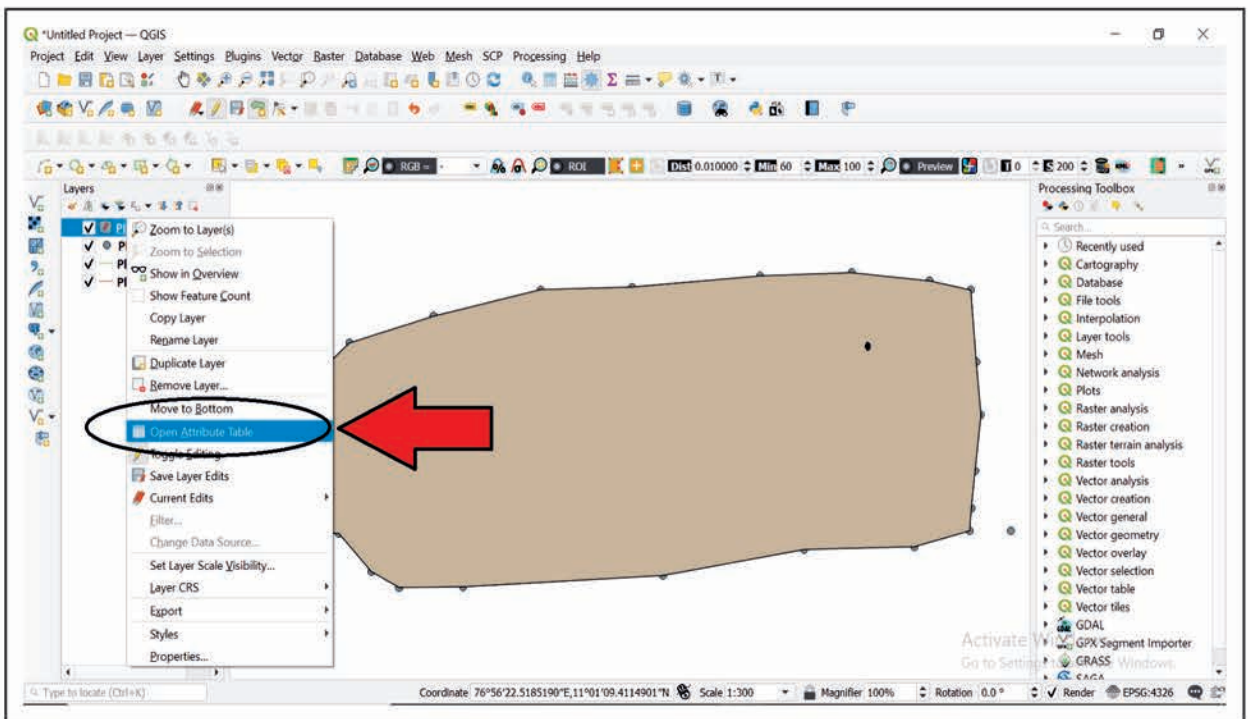 *Untitled Project — QGIS
Project Edit View Layer Settings Plugins Vector Raster Database Web Mesh SCP Processing Help
RGB = - ROI Dist 0.010000 Min 60 Max 100 Preview T 0 S 200
Layers
Zoom to Layer(s)
Zoom to Selection
Show in Overview
Show Feature Count
Copy Layer
Rename Layer
Duplicate Layer
Remove Layer...
Move to Bottom
Open Attribute Table
Toggle Editing
Save Layer Edits
Current Edits
Filter...
Change Data Source...
Set Layer Scale Visibility...
Layer CRS
Export
Styles
Properties...
Processing Toolbox
Search...
Recently used
Cartography
Database
File tools
Interpolation
Layer tools
Mesh
Network analysis
Plots
Raster analysis
Raster creation
Raster terrain analysis
Raster tools
Vector analysis
Vector creation
Vector general
Vector geometry
Vector overlay
Vector selection
Vector table
Vector tiles
GDAL
GPX Segment Importer
GRASS
SAGA
Activate Windows
Go to Settings to activate Windows.
Type to locate (Ctrl+K) Coordinate 76°56'22.5185190"E,11°01'09.4114901"N Scale 1:300 Magnifier 100% Rotation 0.0 ° Render EPSG:4326